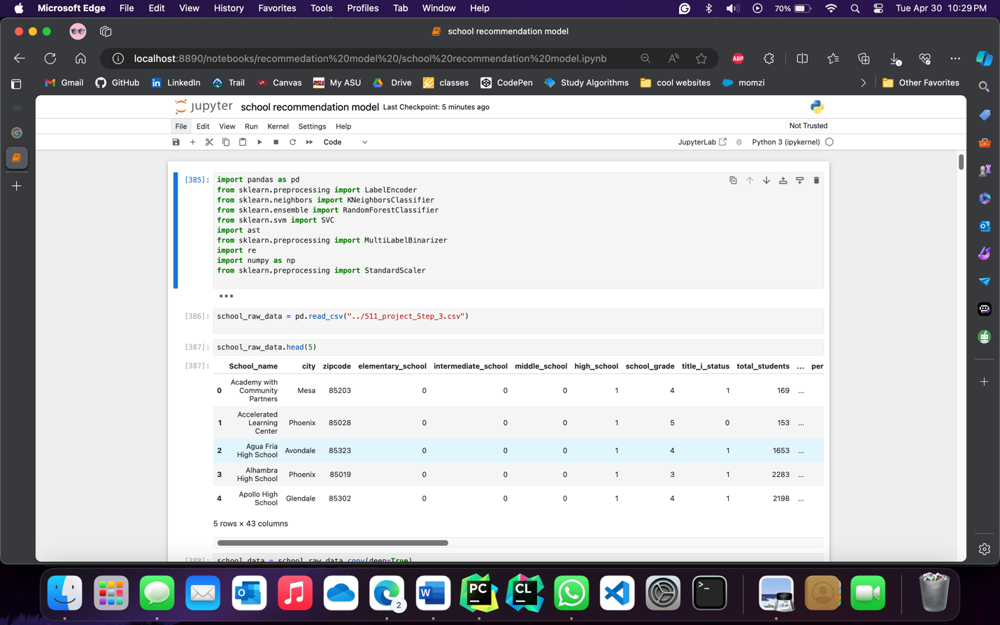 Microsoft Edge File Edit View History Favorites Tools Profiles Tab Window Help 70% Tue Apr 30 10:29 PM
school recommendation model
localhost:8890/notebooks/recommedation%20model%20/school%20recommendation%20model.ipynb ABP
Gmail GitHub LinkedIn Trail Canvas My ASU Drive classes CodePen Study Algorithms cool websites momzi Other Favorites
jupyter school recommendation model Last Checkpoint: 5 minutes ago
File Edit View Run Kernel Settings Help Not Trusted
Code JupyterLab Python 3 (ipykernel)
[385]: import pandas as pd
from sklearn.preprocessing import LabelEncoder
from sklearn.neighbors import KNeighborsClassifier
from sklearn.ensemble import RandomForestClassifier
from sklearn.svm import SVC
import ast
from sklearn.preprocessing import MultiLabelBinarizer
import re
import numpy as np
from sklearn.preprocessing import StandardScaler
[386]: school_raw_data = pd.read_csv("../511_project_Step_3.csv")
[387]: school_raw_data.head(5)
[387]: School_name city zipcode elementary_school intermediate_school middle_school high_school school_grade title_i_status total_students ... per
0 Academy with Community Partners Mesa 85203 0 0 0 1 4 1 169 ...
1 Accelerated Learning Center Phoenix 85028 0 0 0 1 5 0 153 ...
2 Agua Fria High School Avondale 85323 0 0 0 1 4 1 1653 ...
3 Alhambra High School Phoenix 85019 0 0 0 1 3 1 2283 ...
4 Apollo High School Glendale 85302 0 0 0 1 4 1 2198 ...
5 rows × 43 columns
[388]: school_data = school_raw_data.copy(deep=True)
2 W PC CL